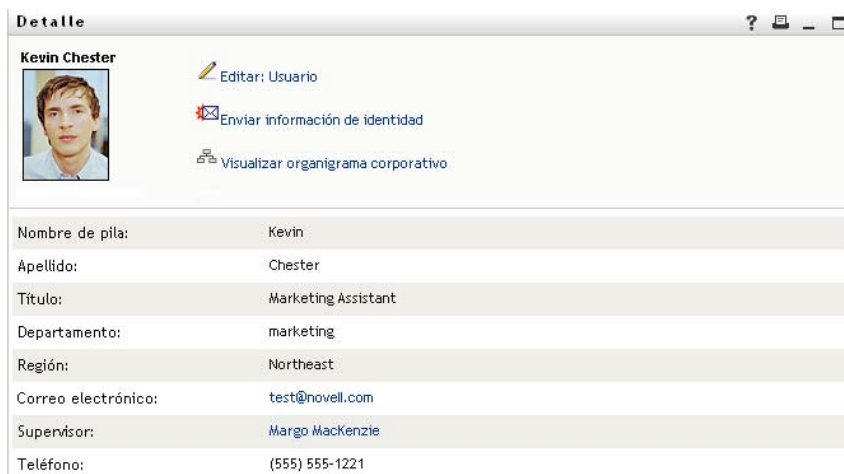 Detalle
Kevin Chester
Editar: Usuario
Enviar información de identidad
Visualizar organigrama corporativo
Nombre de pila: Kevin
Apellido: Chester
Título: Marketing Assistant
Departamento: marketing
Región: Northeast
Correo electrónico: test@novell.com
Supervisor: Margo MacKenzie
Teléfono: (555) 555-1221